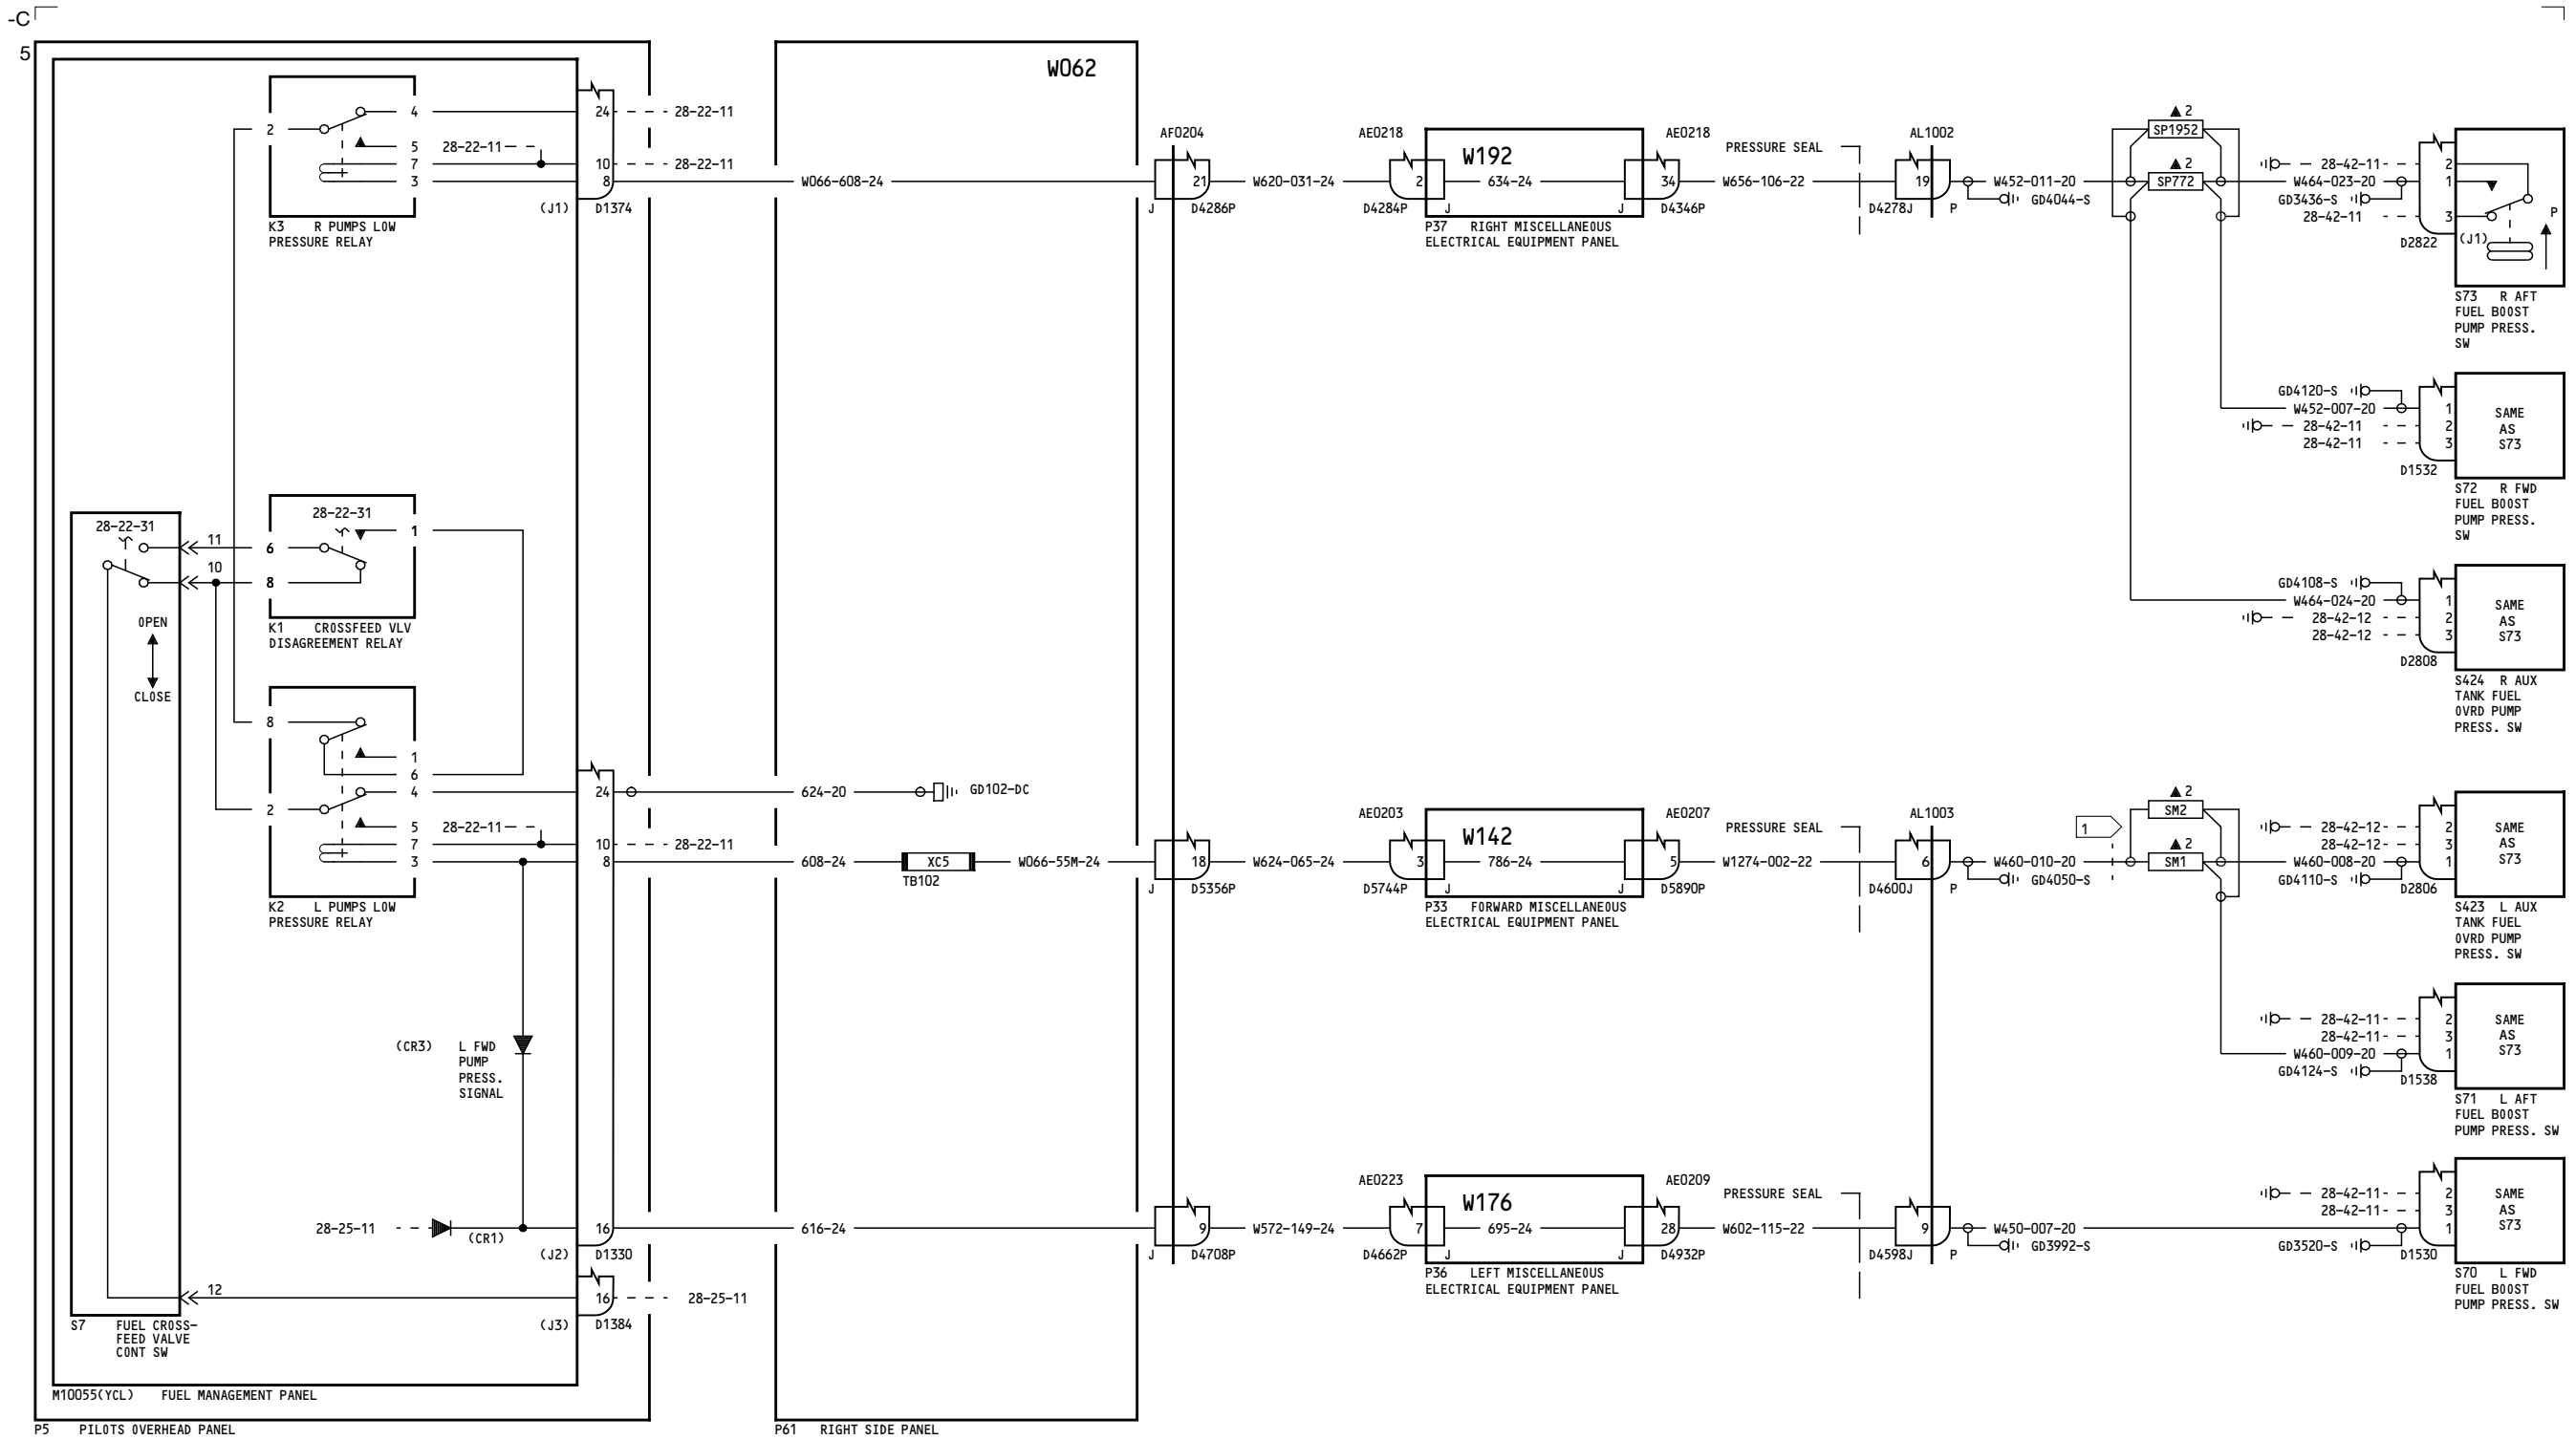 -C
5
W062
4
24
28-22-11
2
5
28-22-11
7
10
28-22-11
3
8
W066-608-24
(J1)
D1374
K3 R PUMPS LOW
PRESSURE RELAY
AF0204
21
J
D4286P
W620-031-24
AE0218
2
D4284P
W192
634-24
J
J
P37 RIGHT MISCELLANEOUS
ELECTRICAL EQUIPMENT PANEL
AE0218
34
D4346P
W656-106-22
PRESSURE SEAL
AL1002
19
D4278J
P
W452-011-20
GD4044-S
2
SP1952
2
SP772
28-42-11
2
W464-023-20
1
GD3436-S
28-42-11
3
D2822
(J1)
P
S73 R AFT
FUEL BOOST
PUMP PRESS.
SW
GD4120-S
W452-007-20
1
28-42-11
2
28-42-11
3
D1532
SAME
AS
S73
S72 R FWD
FUEL BOOST
PUMP PRESS.
SW
28-22-31
11
10
OPEN
CLOSE
28-22-31
1
6
8
K1 CROSSFEED VLV
DISAGREEMENT RELAY
GD4108-S
W464-024-20
1
28-42-12
2
28-42-12
3
D2808
SAME
AS
S73
S424 R AUX
TANK FUEL
OVRD PUMP
PRESS. SW
8
1
6
4
2
5
28-22-11
7
3
K2 L PUMPS LOW
PRESSURE RELAY
24
624-20
GD102-DC
10
28-22-11
8
608-24
XC5
TB102
W066-55M-24
18
J
D5356P
W624-065-24
AE0203
3
D5744P
W142
786-24
J
J
P33 FORWARD MISCELLANEOUS
ELECTRICAL EQUIPMENT PANEL
AE0207
5
D5890P
W1274-002-22
PRESSURE SEAL
AL1003
6
D4600J
P
W460-010-20
GD4050-S
1
2
SM2
2
SM1
28-42-12
2
28-42-12
3
W460-008-20
1
GD4110-S
D2806
SAME
AS
S73
S423 L AUX
TANK FUEL
OVRD PUMP
PRESS. SW
(CR3) L FWD
PUMP
PRESS.
SIGNAL
28-42-11
2
28-42-11
3
W460-009-20
1
GD4124-S
D1538
SAME
AS
S73
S71 L AFT
FUEL BOOST
PUMP PRESS. SW
28-25-11
(CR1)
16
616-24
(J2)
D1330
9
J
D4708P
W572-149-24
AE0223
7
D4662P
W176
695-24
J
J
P36 LEFT MISCELLANEOUS
ELECTRICAL EQUIPMENT PANEL
AE0209
28
D4932P
W602-115-22
PRESSURE SEAL
9
D4598J
P
W450-007-20
GD3992-S
28-42-11
2
28-42-11
3
1
GD3520-S
D1530
SAME
AS
S73
S70 L FWD
FUEL BOOST
PUMP PRESS. SW
12
16
28-25-11
(J3)
D1384
S7 FUEL CROSS-
FEED VALVE
CONT SW
M10055(YCL) FUEL MANAGEMENT PANEL
P5 PILOTS OVERHEAD PANEL
P61 RIGHT SIDE PANEL